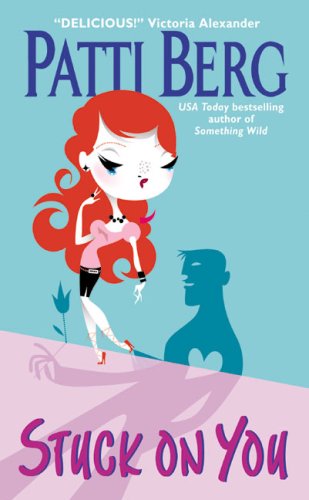 "DELICIOUS!" Victoria Alexander
PATTI BERG
USA Today bestselling
author of
Something Wild
STUCK ON YOU